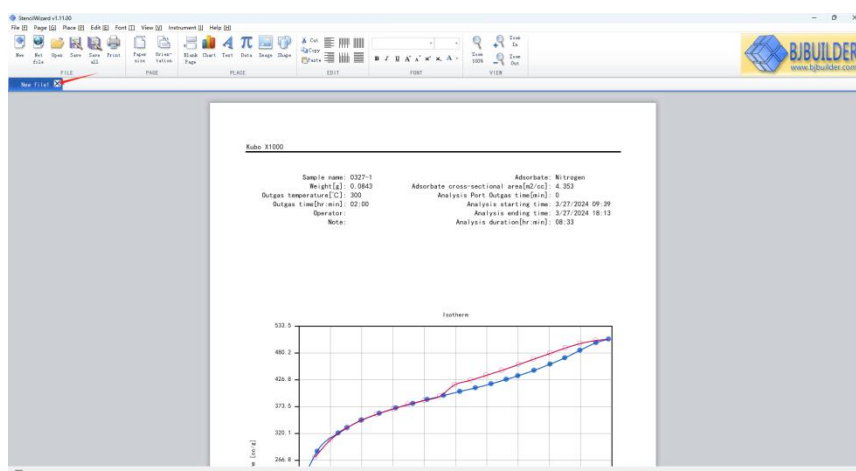 StencilWizard v1.11.00
File [F] Page [G] Place [P] Edit [E] Font [T] View [V] Instrument [I] Help [H]
New Net file Open Save Save all Print Paper size Orien-tation Blank Page Chart Text Data Image Shape Cut Copy Paste B I U Zoom 100% Zoom In Zoom Out
FILE PAGE PLACE EDIT FONT VIEW
BJBUILDER
www.bjbuilder.com
New File1
Kubo X1000
Sample name: 0327-1 Adsorbate: Nitrogen
Weight[g]: 0.0843 Adsorbate cross-sectional area[m2/cc]: 4.353
Outgas temperature[℃]: 300 Analysis Port Outgas time[min]: 0
Outgas time[hr:min]: 02:00 Analysis starting time: 3/27/2024 09:39
Operator: Analysis ending time: 3/27/2024 18:13
Note: Analysis duration[hr:min]: 08:33
Isotherm
533.5
480.2
426.8
373.5
320.1
266.8